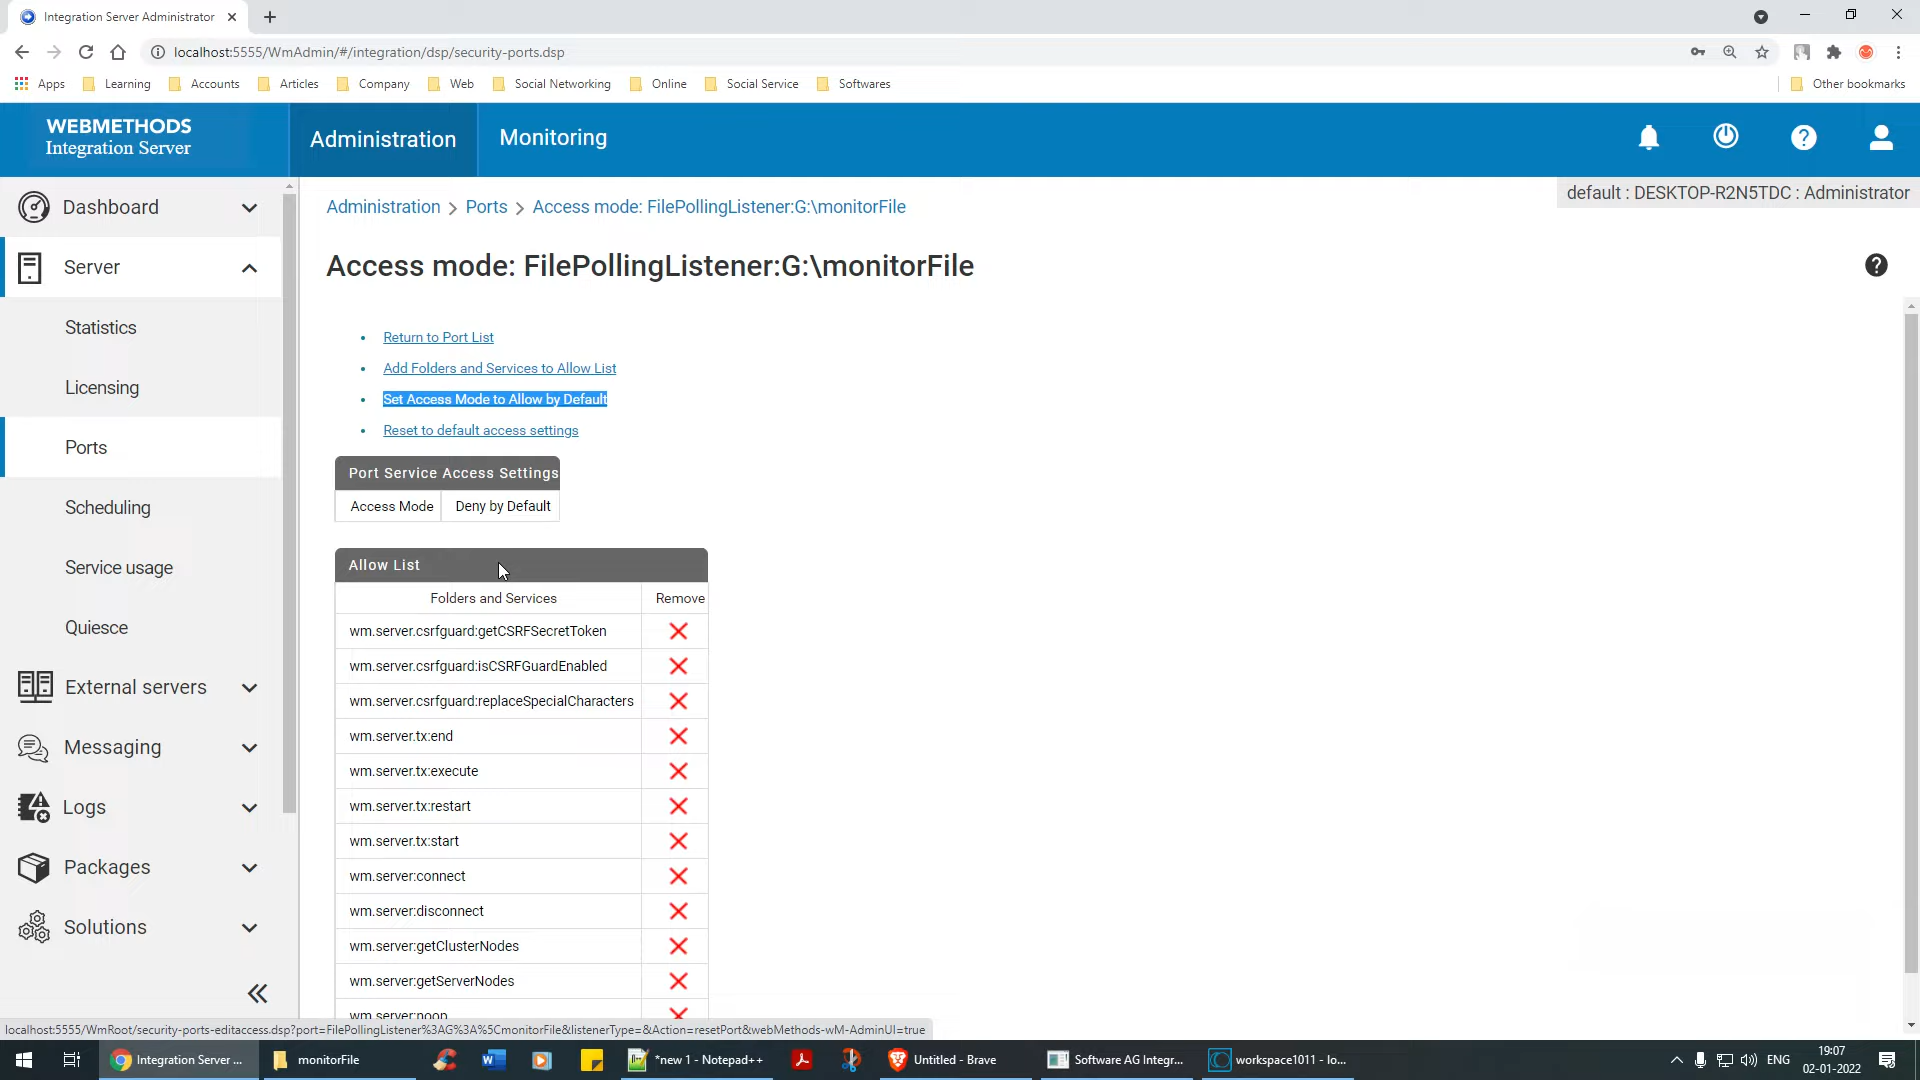 Integration Server Administrator
localhost:5555/WmAdmin/#/integration/dsp/security-ports.dsp
Apps Learning Accounts Articles Company Web Social Networking Online Social Service Softwares Other bookmarks
WEBMETHODS
Integration Server
Administration
Monitoring
default : DESKTOP-R2N5TDC : Administrator
Dashboard
Server
Statistics
Licensing
Ports
Scheduling
Service usage
Quiesce
External servers
Messaging
Logs
Packages
Solutions
Administration > Ports > Access mode: FilePollingListener:G:\monitorFile
Access mode: FilePollingListener:G:\monitorFile
Return to Port List
Add Folders and Services to Allow List
Set Access Mode to Allow by Default
Reset to default access settings
Port Service Access Settings
Access Mode Deny by Default
Allow List
Folders and Services Remove
wm.server.csrfguard:getCSRFSecretToken
wm.server.csrfguard:isCSRFGuardEnabled
wm.server.csrfguard:replaceSpecialCharacters
wm.server.tx:end
wm.server.tx:execute
wm.server.tx:restart
wm.server.tx:start
wm.server:connect
wm.server:disconnect
wm.server:getClusterNodes
wm.server:getServerNodes
wm.server:noop
localhost:5555/WmRoot/security-ports-editaccess.dsp?port=FilePollingListener%3AG%3A%5CmonitorFile&listenerType=&Action=resetPort&webMethods-wM-AdminUI=true
Integration Server ... monitorFile *new 1 - Notepad++ Untitled - Brave Software AG Integr... workspace1011 - lo... ENG 19:07
02-01-2022